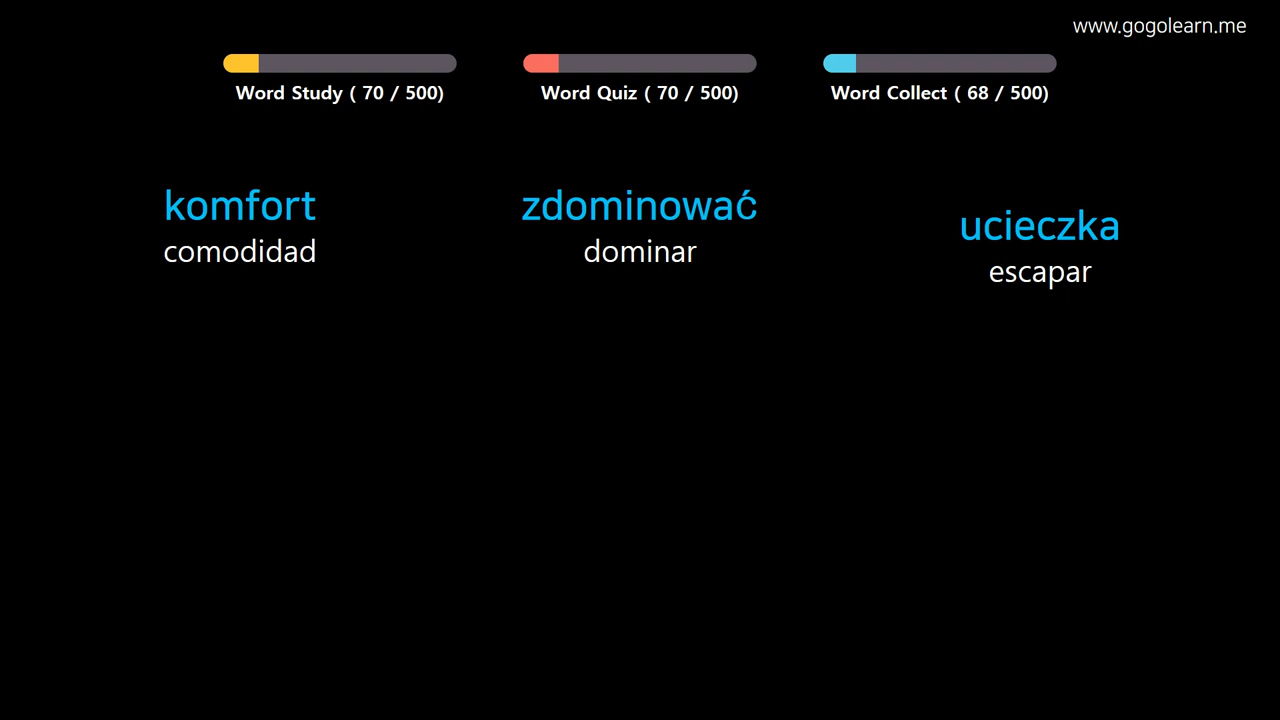 www.gogolearn.me
Word Study ( 70 / 500)
Word Quiz ( 70 / 500)
Word Collect ( 68 / 500)
komfort
comodidad
zdominować
dominar
ucieczka
escapar